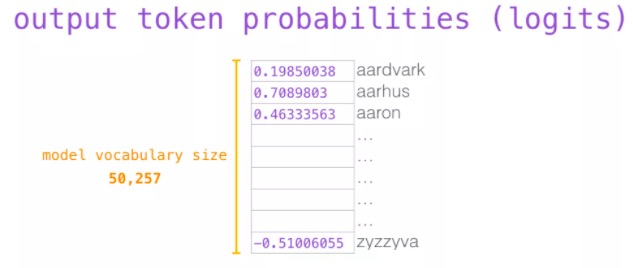 output token probabilities (logits)
0.19850038 aardvark
0.7089803 aarhus
0.46333563 aaron
...
model vocabulary size ...
50,257 ...
...
...
-0.51006055 zyzzyva